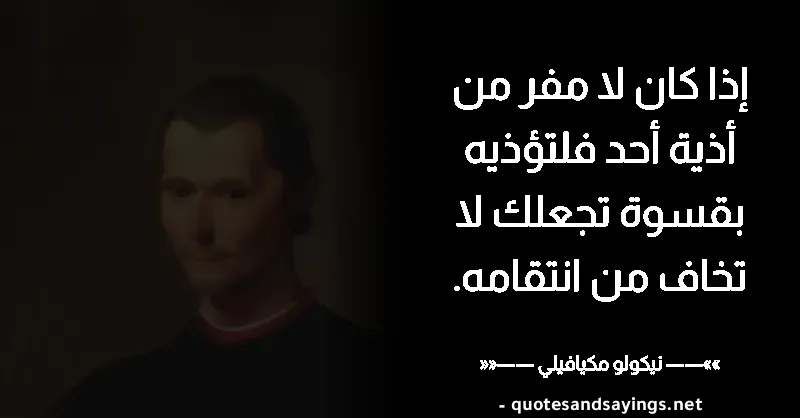 إذا كان لا مفر من
أذية أحد فلتؤذيه
بقسوة تجعلك لا
تخاف من انتقامه.
»»—— نيكولو مكيافيلي ——««
- quotesandsayings.net